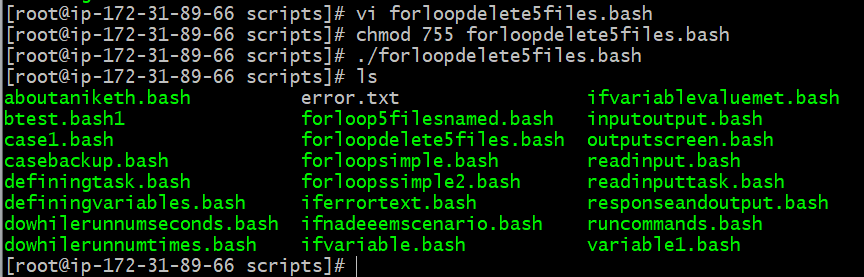 [root@ip-172-31-89-66 scripts]# vi forloopdelete5files.bash
[root@ip-172-31-89-66 scripts]# chmod 755 forloopdelete5files.bash
[root@ip-172-31-89-66 scripts]# ./forloopdelete5files.bash
[root@ip-172-31-89-66 scripts]# ls
aboutaniketh.bash error.txt ifvariablevaluemet.bash
btest.bash1 forloop5filesnamed.bash inputoutput.bash
case1.bash forloopdelete5files.bash outputscreen.bash
casebackup.bash forloopsimple.bash readinput.bash
definingtask.bash forloopssimple2.bash readinputtask.bash
definingvariables.bash iferrortext.bash responseandoutput.bash
dowhilerunnumseconds.bash ifnadeeemscenario.bash runcommands.bash
dowhilerunnumtimes.bash ifvariable.bash variable1.bash
[root@ip-172-31-89-66 scripts]#